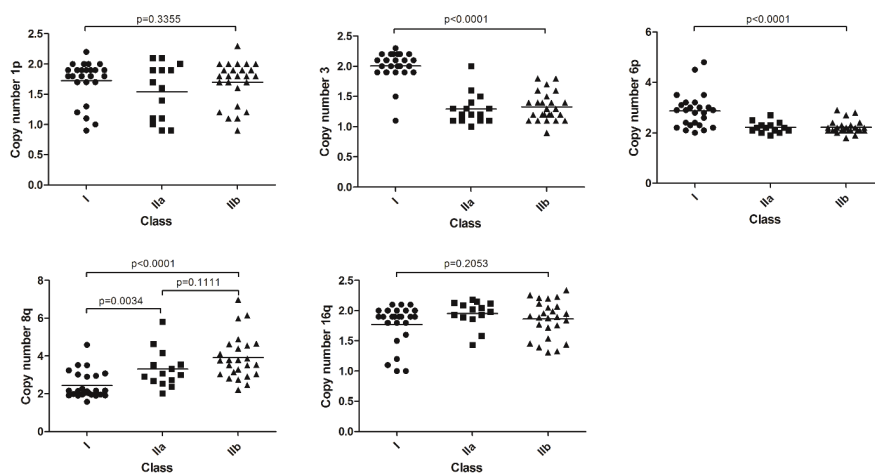 p=0.3355
Copy number 1p
2.5
2.0
1.5
1.0
0.5
0.0
I
IIa
IIb
Class
p<0.0001
Copy number 3
2.5
2.0
1.5
1.0
0.5
0.0
I
IIa
IIb
Class
p<0.0001
Copy number 6p
6
4
2
0
I
IIa
IIb
Class
p<0.0001
p=0.1111
p=0.0034
Copy number 8q
8
6
4
2
0
I
IIa
IIb
Class
p=0.2053
Copy number 16q
2.5
2.0
1.5
1.0
0.5
0.0
I
IIa
IIb
Class